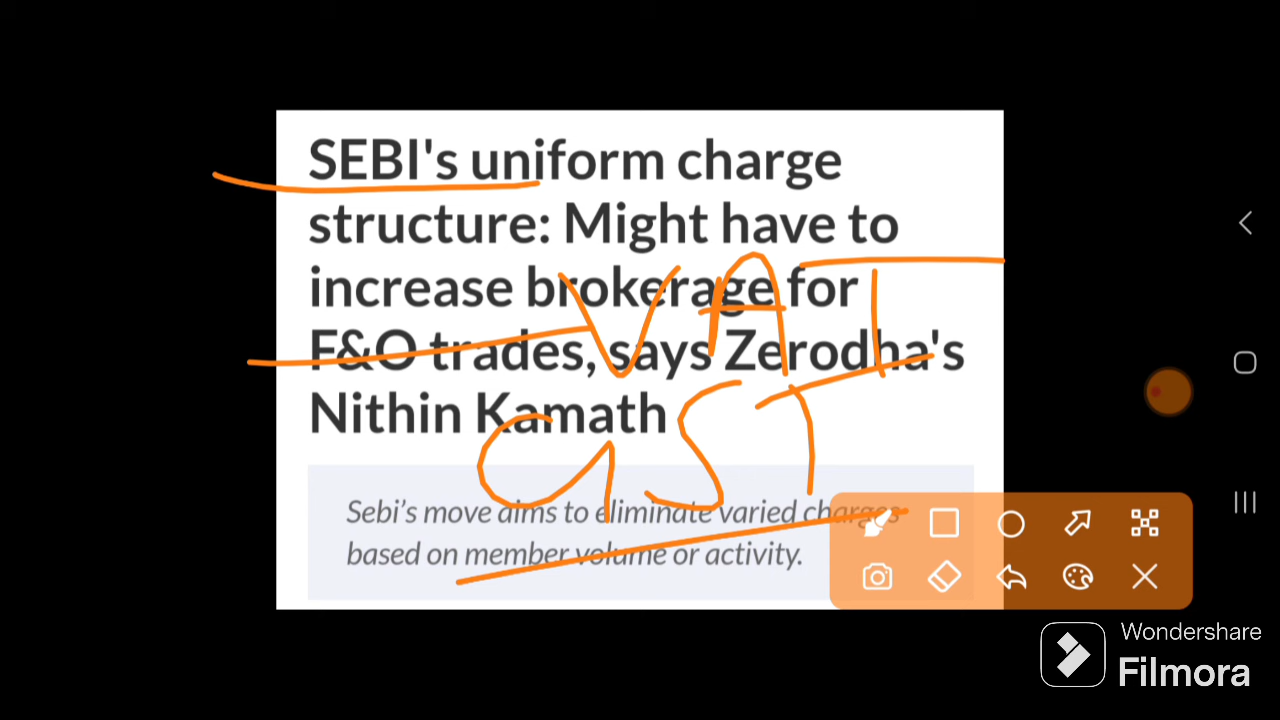 SEBI's uniform charge
structure: Might have to
increase brokerage for
F&O trades, says Zerodha's
Nithin Kamath
VAT
GST
Sebi's move aims to eliminate varied charges
based on member volume or activity.
Wondershare
Filmora